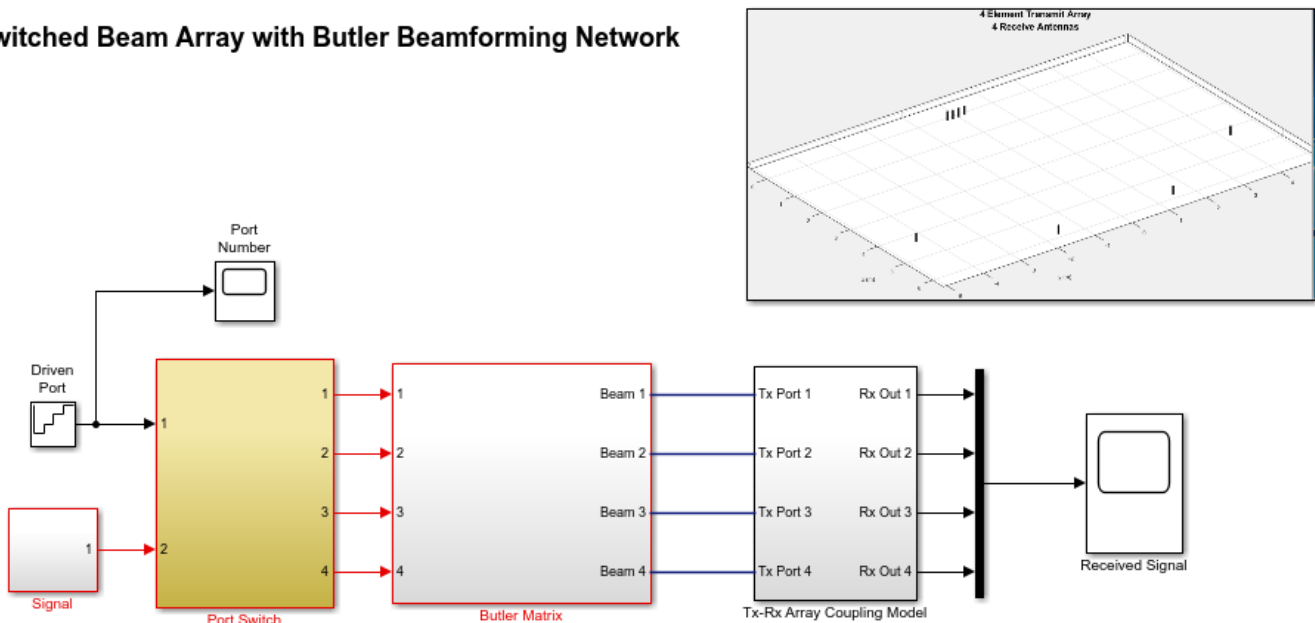 witched Beam Array with Butler Beamforming Network
4 Element Transmit Array
4 Receive Antennas
Port
Number
Driven
Port
1
2
1
2
3
4
1
Signal
Port Switch
1
2
3
4
Beam 1
Beam 2
Beam 3
Beam 4
Butler Matrix
Tx Port 1
Tx Port 2
Tx Port 3
Tx Port 4
Rx Out 1
Rx Out 2
Rx Out 3
Rx Out 4
Tx-Rx Array Coupling Model
Received Signal